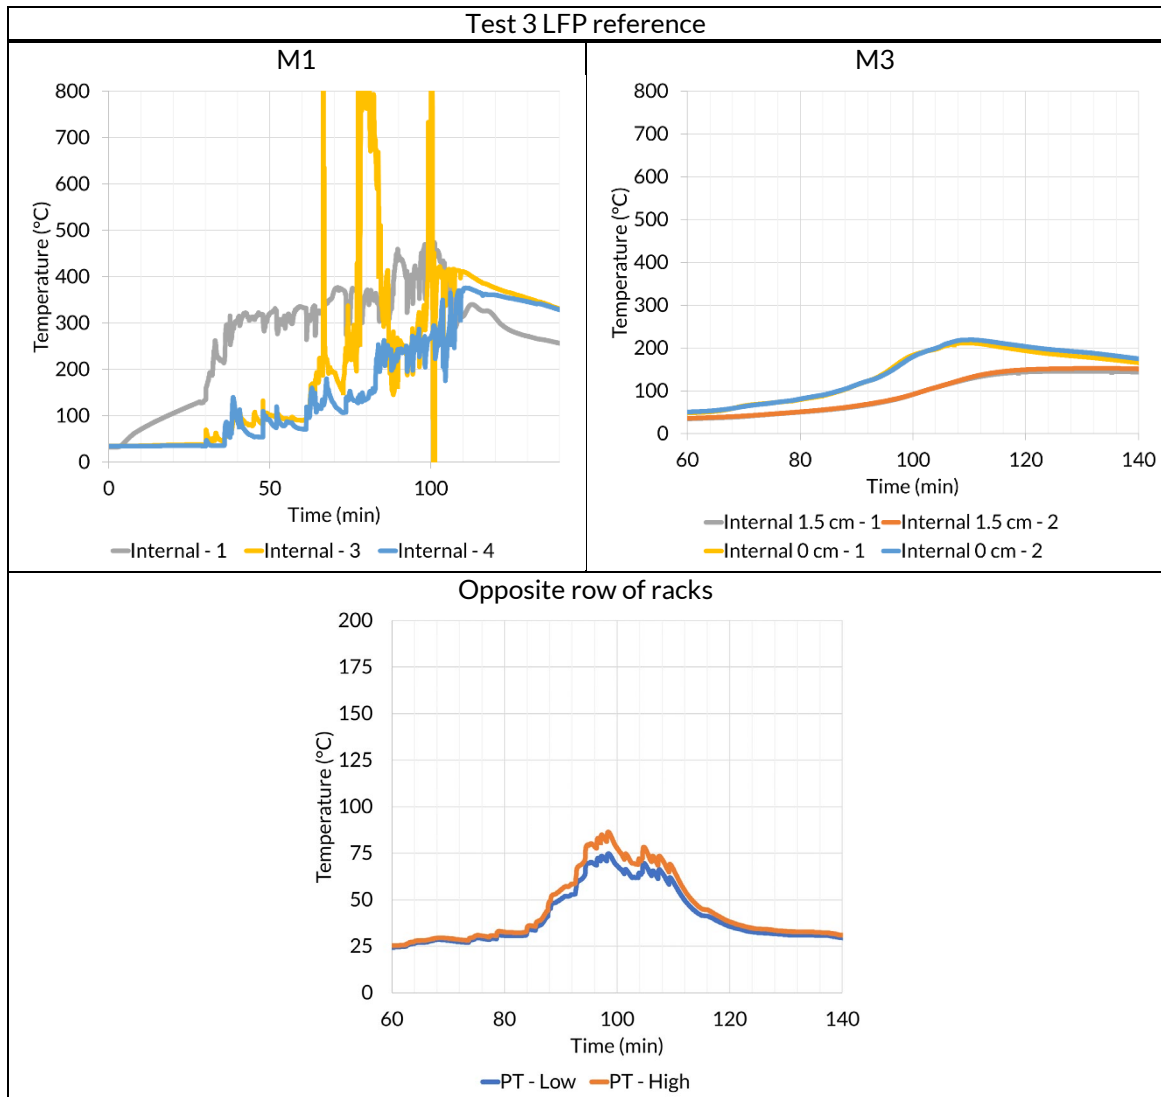 Test 3 LFP reference
M1
800
700
600
500
400
300
200
100
0
Temperature (°C)
0 50 100
Time (min)
Internal - 1 Internal - 3 Internal - 4
M3
800
700
600
500
400
300
200
100
0
Temperature (°C)
60 80 100 120 140
Time (min)
Internal 1.5 cm - 1 Internal 1.5 cm - 2
Internal 0 cm - 1 Internal 0 cm - 2
Opposite row of racks
200
175
150
125
100
75
50
25
0
Temperature (°C)
60 80 100 120 140
Time (min)
PT - Low PT - High